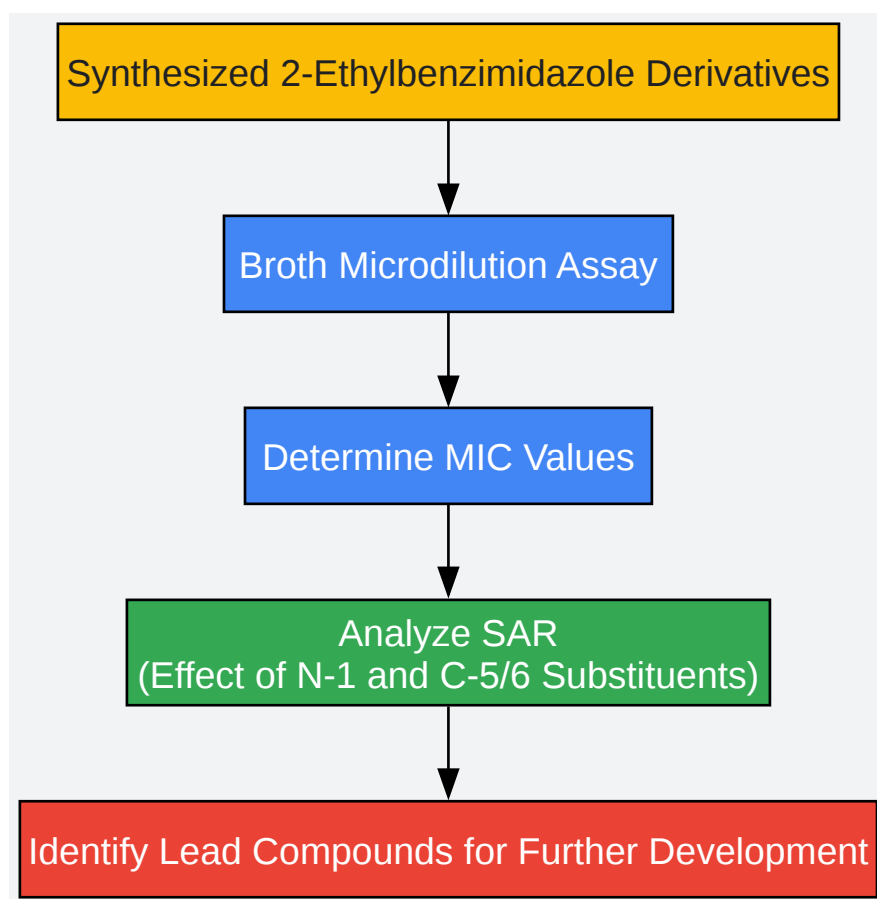 Synthesized 2-Ethylbenzimidazole Derivatives
Broth Microdilution Assay
Determine MIC Values
Analyze SAR
(Effect of N-1 and C-5/6 Substituents)
Identify Lead Compounds for Further Development